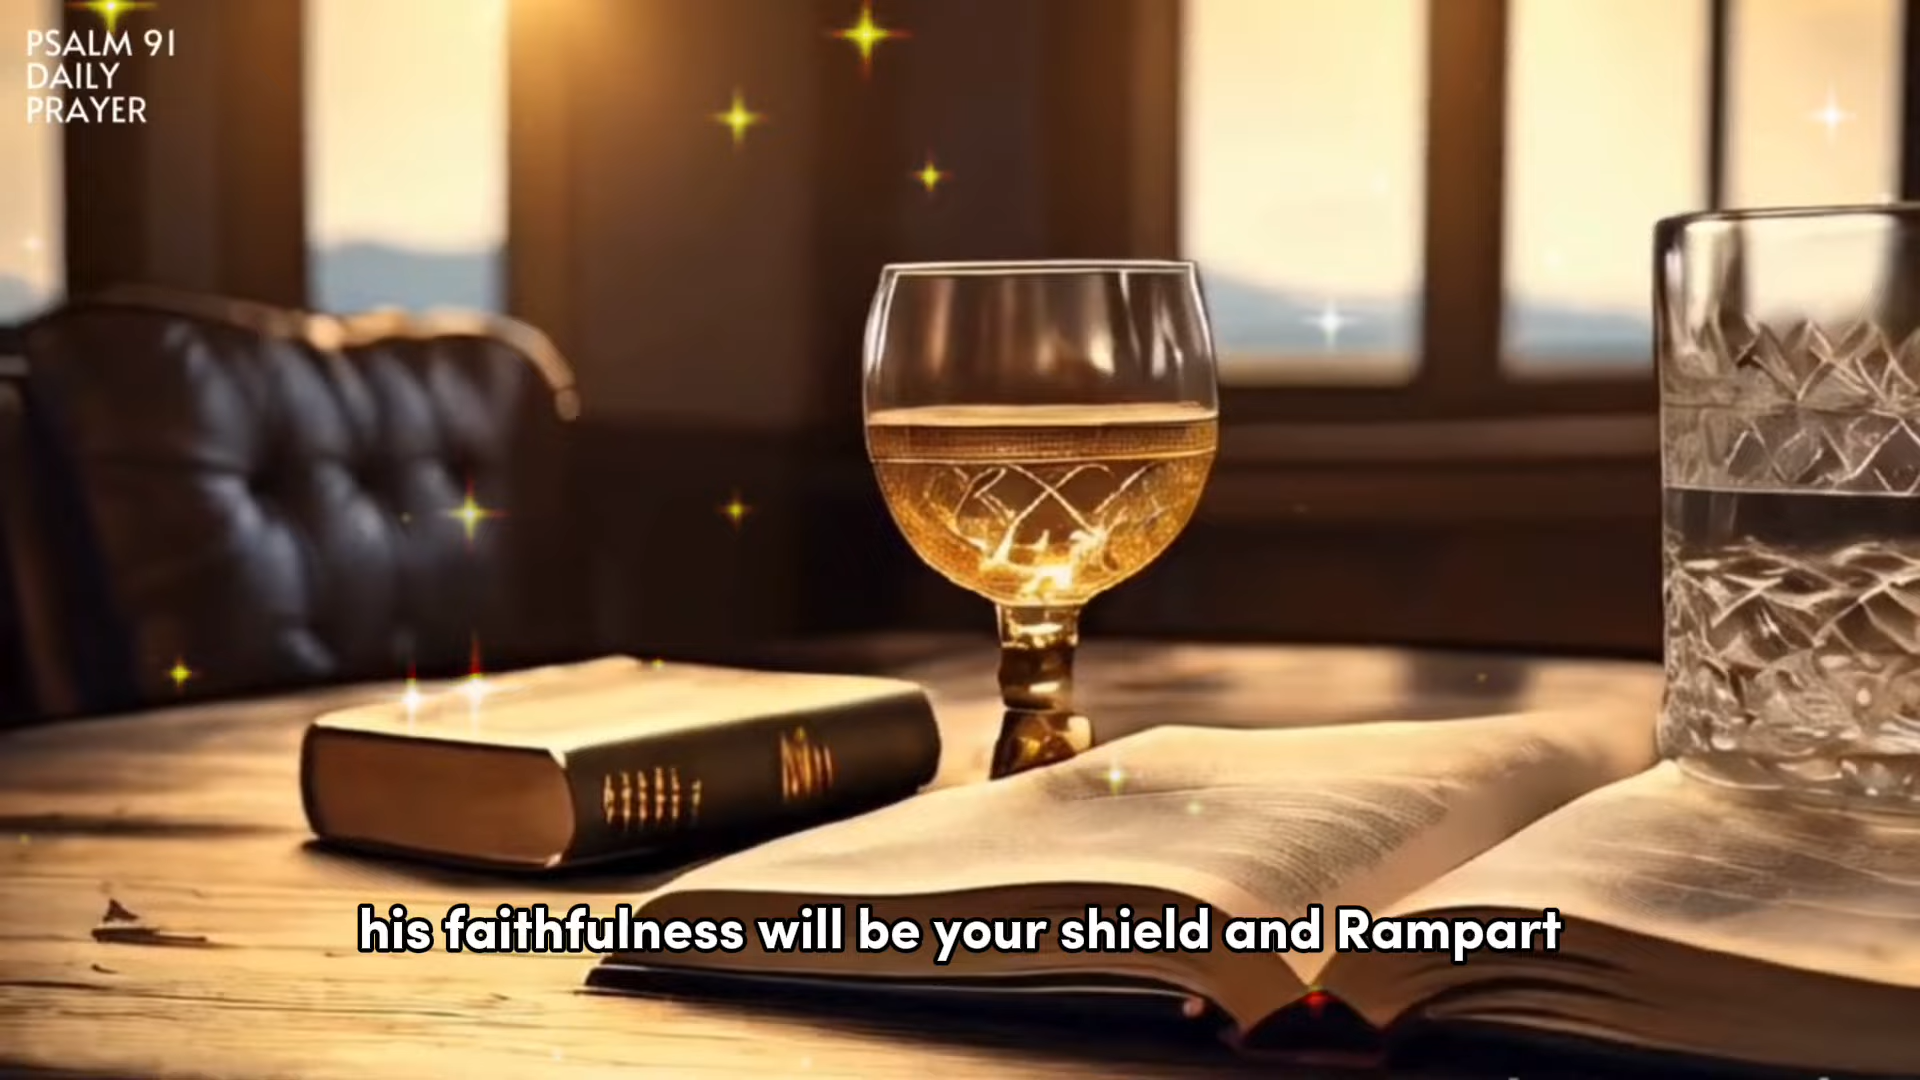 PSALM 91
DAILY
PRAYER
his faithfulness will be your shield and Rampart